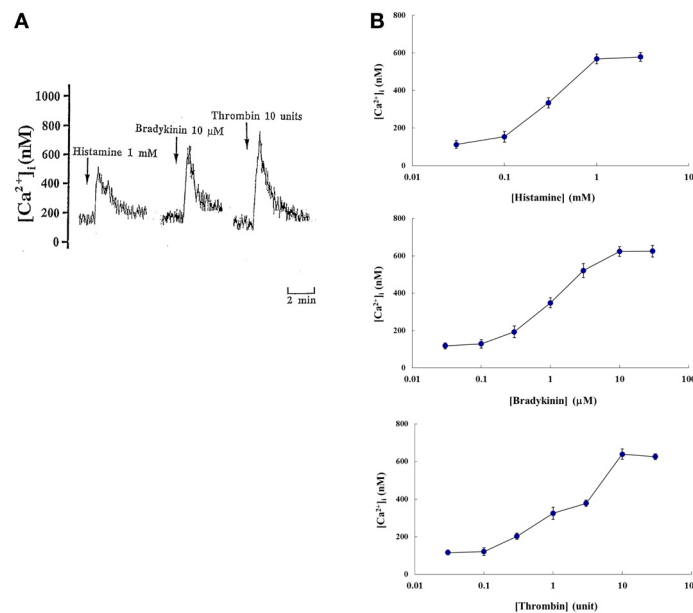 A
1000
800
600
400
200
0
[Ca2+]i(nM)
Histamine 1 mM
Bradykinin 10 μM
Thrombin 10 units
2 min
B
800
600
400
200
0
[Ca2+]i (nM)
0.01
0.1
1
10
[Histamine] (mM)
800
600
400
200
0
[Ca2+]i (nM)
0.01
0.1
1
10
100
[Bradykinin] (μM)
800
600
400
200
0
[Ca2+]i (nM)
0.01
0.1
1
10
[Thrombin] (unit)